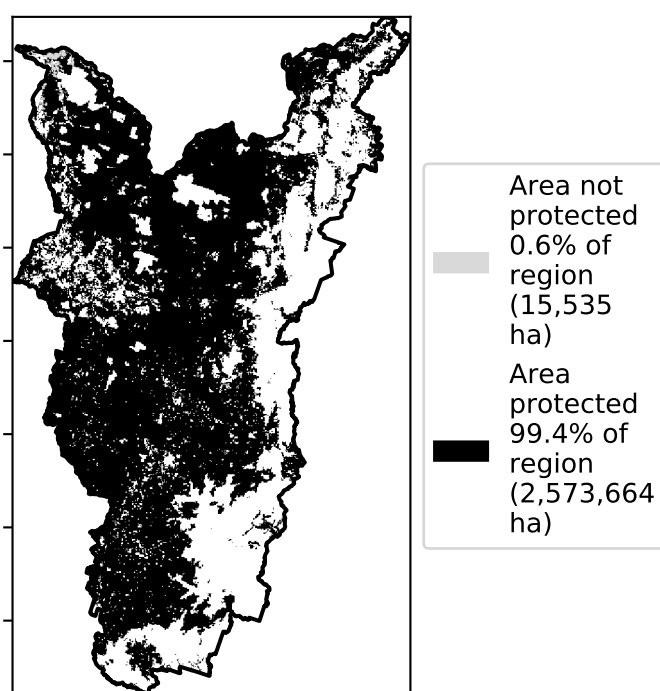 Area not
protected
0.6% of
region
(15,535
ha)
Area
protected
99.4% of
region
(2,573,664
ha)